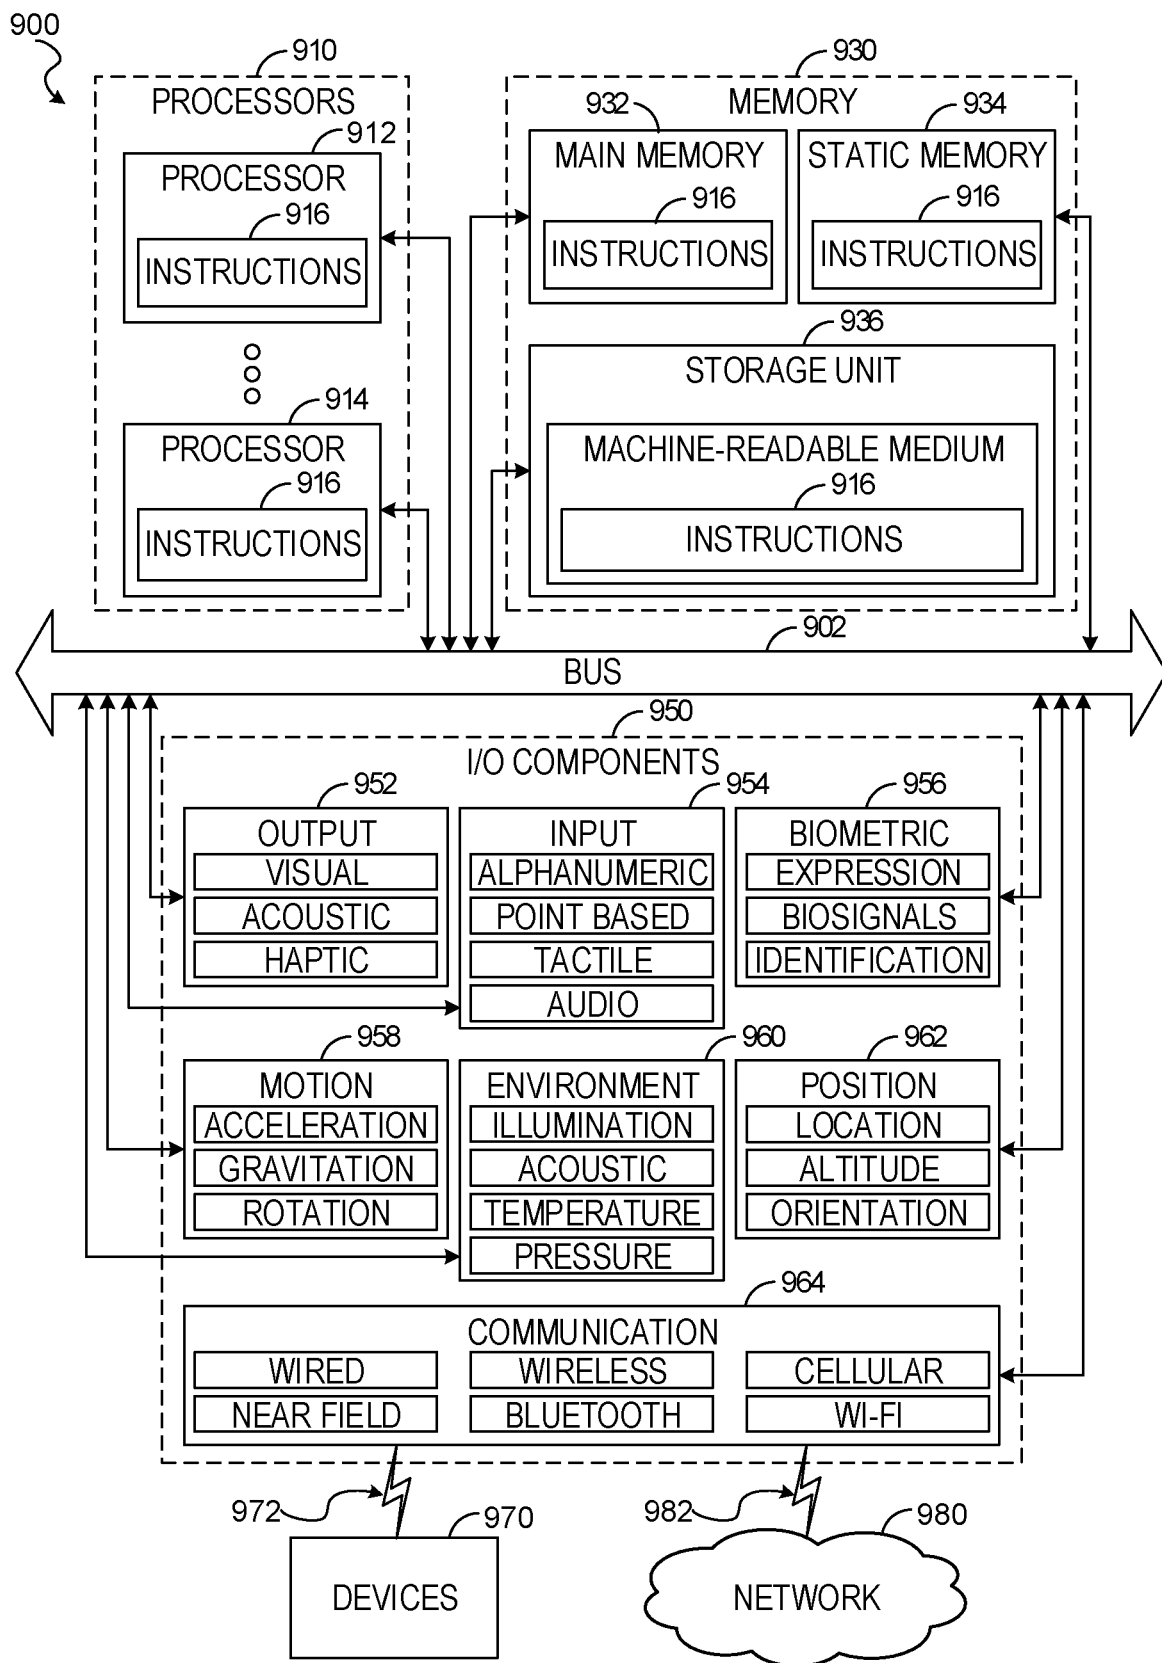 900
910
PROCESSORS
912
PROCESSOR
916
INSTRUCTIONS
914
PROCESSOR
916
INSTRUCTIONS
930
MEMORY
932
MAIN MEMORY
916
INSTRUCTIONS
934
STATIC MEMORY
916
INSTRUCTIONS
936
STORAGE UNIT
MACHINE-READABLE MEDIUM
916
INSTRUCTIONS
902
BUS
950
I/O COMPONENTS
952
OUTPUT
VISUAL
ACOUSTIC
HAPTIC
954
INPUT
ALPHANUMERIC
POINT BASED
TACTILE
AUDIO
956
BIOMETRIC
EXPRESSION
BIOSIGNALS
IDENTIFICATION
958
MOTION
ACCELERATION
GRAVITATION
ROTATION
960
ENVIRONMENT
ILLUMINATION
ACOUSTIC
TEMPERATURE
PRESSURE
962
POSITION
LOCATION
ALTITUDE
ORIENTATION
964
COMMUNICATION
WIRED
WIRELESS
CELLULAR
NEAR FIELD
BLUETOOTH
WI-FI
972
970
DEVICES
982
980
NETWORK